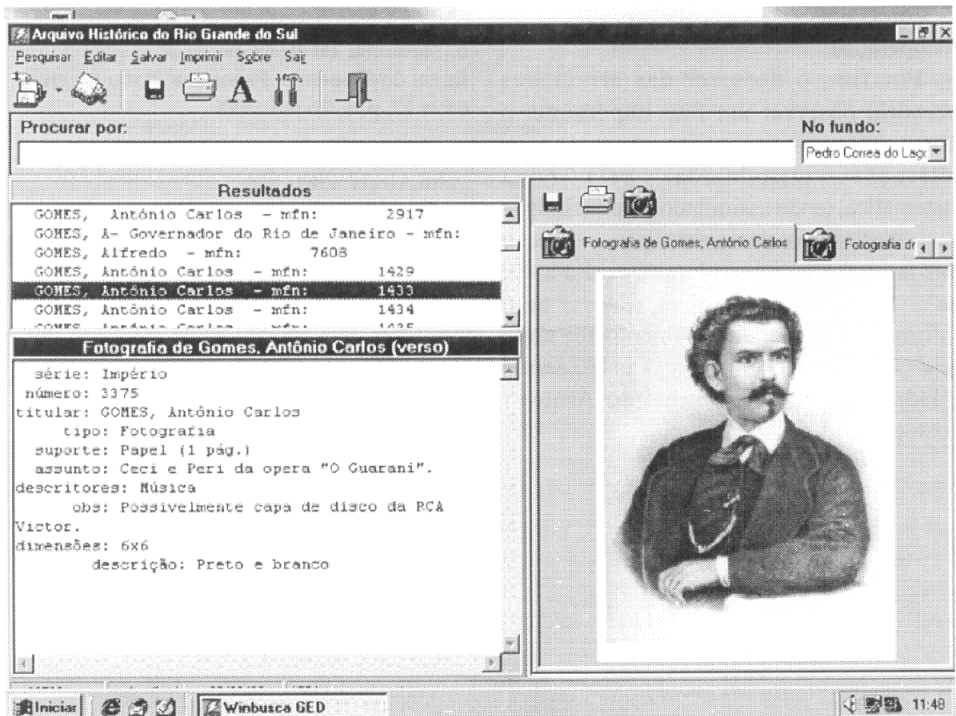 Arquivo Histórico do Rio Grande do Sul
Pesquisar Editar Salvar Imprimir Sobre Sair
Procurar por:
No fundo:
Pedro Correa do Lago
Resultados
GOMES, Antônio Carlos - mfn: 2917
GOMES, A- Governador do Rio de Janeiro - mfn:
GOMES, Alfredo - mfn: 7608
GOMES, Antônio Carlos - mfn: 1429
GOMES, Antônio Carlos - mfn: 1433
GOMES, Antônio Carlos - mfn: 1434
GOMES, Antônio Carlos - mfn: 1435
Fotografia de Gomes, Antônio Carlos
Fotografia
Fotografia de Gomes, Antônio Carlos (verso)
série: Império
número: 3375
titular: GOMES, Antônio Carlos
tipo: Fotografia
suporte: Papel (1 pág.)
assunto: Ceci e Peri da opera "O Guarani".
descritores: Música
obs: Possivelmente capa de disco da RCA
Victor.
dimensões: 6x6
descrição: Preto e branco
Iniciar
Winbusca GED
11:48